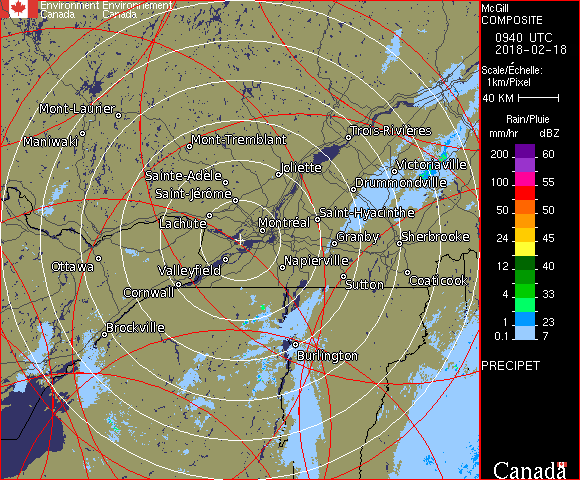 Environment Environnement
Canada Canada
McGill
COMPOSITE
0940 UTC
2018-02-18
Scale/Échelle:
1km/Pixel
40 KM
Rain/Pluie
mm/hr dBZ
200 60
100 55
50 50
24 45
12 40
4 33
1 23
0.1 7
PRECIPET
Canada
Mont-Laurier
Maniwaki
Mont-Tremblant
Trois-Rivières
Sainte-Adèle
Joliette
Victoriaville
Saint-Jérôme
Drummondville
Lachute
Montréal
Saint-Hyacinthe
Granby
Sherbrooke
Ottawa
Valleyfield
Napierville
Cornwall
Sutton
Coaticook
Brockville
Burlington